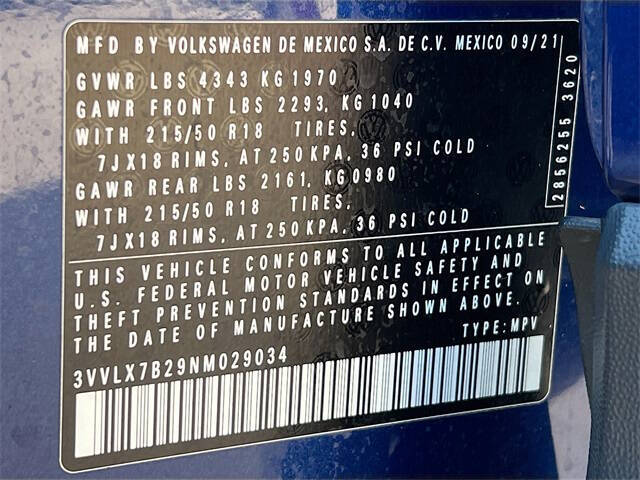 MFD BY VOLKSWAGEN DE MEXICO S.A. DE C.V. MEXICO 09/21
GVWR LBS 4343 KG 1970
GAWR FRONT LBS 2293, KG 1040
WITH 215/50 R18 TIRES,
7JX18 RIMS, AT 250 KPA, 36 PSI COLD
GAWR REAR LBS 2161, KG 0980
WITH 215/50 R18 TIRES,
7JX18 RIMS, AT 250 KPA, 36 PSI COLD
2856255 3620
THIS VEHICLE CONFORMS TO ALL APPLICABLE
U.S. FEDERAL MOTOR VEHICLE SAFETY AND
THEFT PREVENTION STANDARDS IN EFFECT ON
THE DATE OF MANUFACTURE SHOWN ABOVE.
TYPE: MPV
3VVLX7B29NM029034